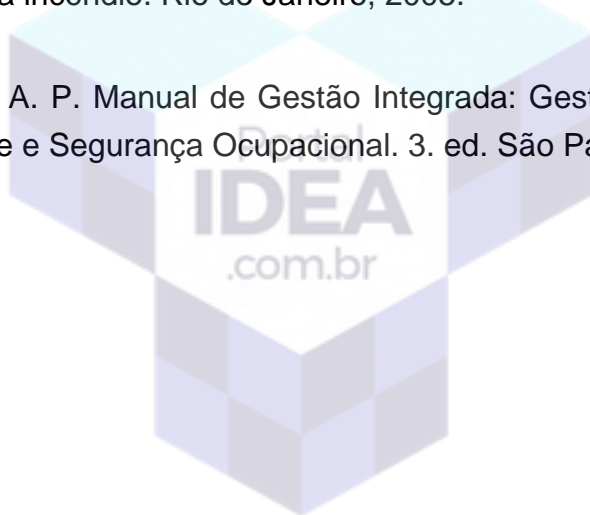 incêndio. Rio de Janeiro, 2003.
A. P. Manual de Gestão Integrada: Gest
e e Segurança Ocupacional. 3. ed. São Pa
Portal
IDEA
.com.br